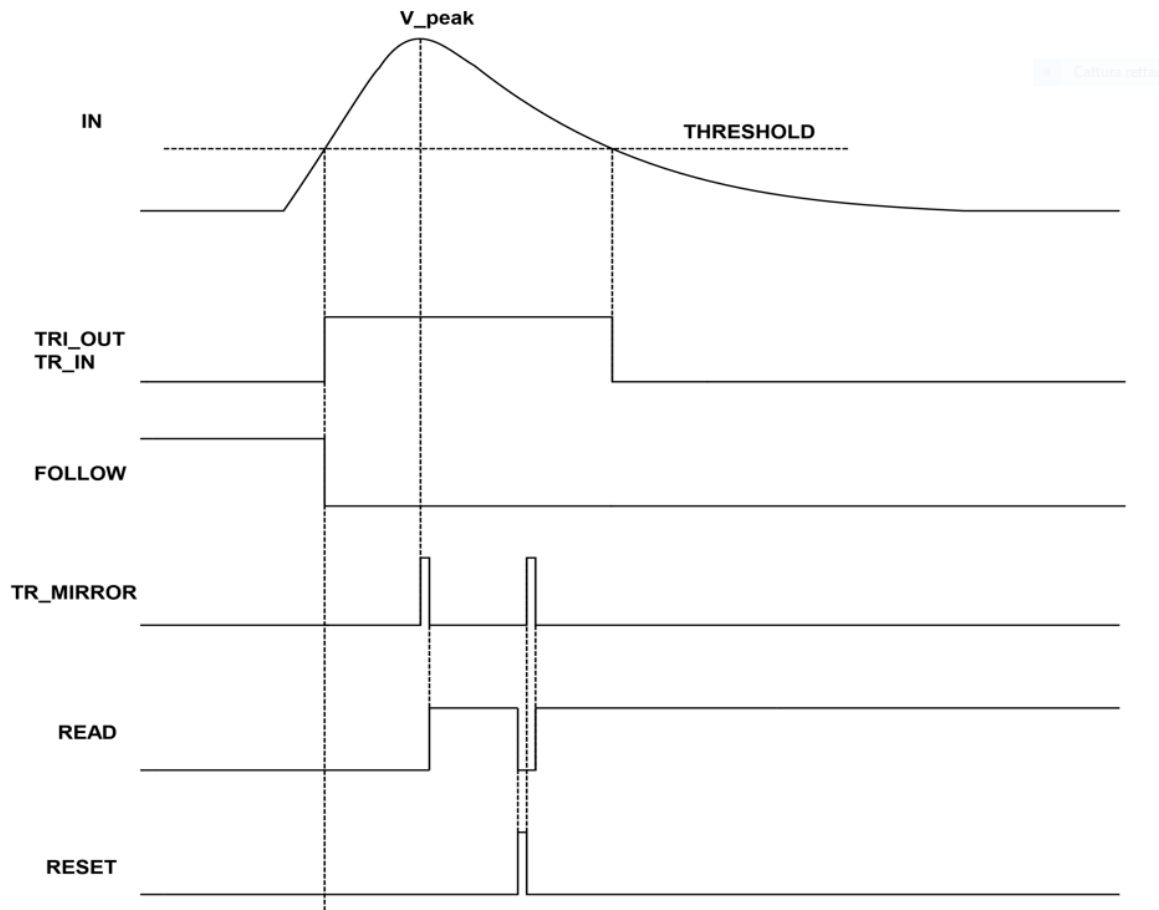 V_peak
IN
THRESHOLD
TRI_OUT
TR_IN
FOLLOW
TR_MIRROR
READ
RESET